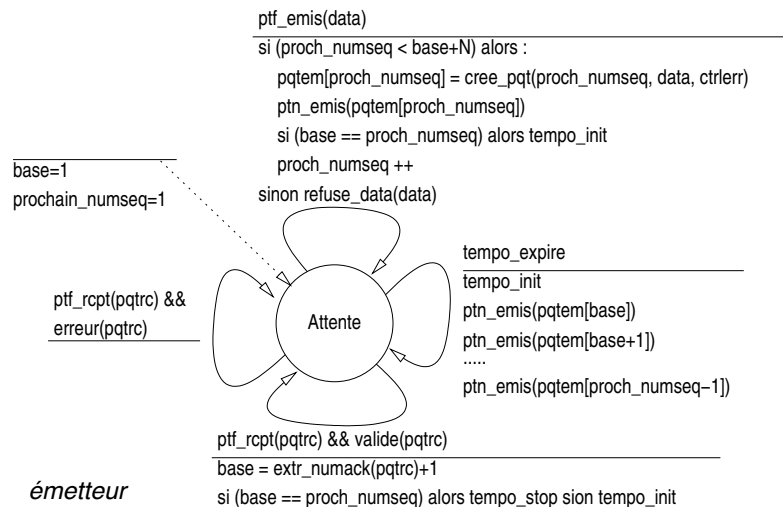 ptf_emis(data)
si (proch_numseq < base+N) alors :
pqtem[proch_numseq] = cree_pqt(proch_numseq, data, ctrlerr)
ptn_emis(pqtem[proch_numseq])
si (base == proch_numseq) alors tempo_init
proch_numseq ++
sinon refuse_data(data)
base=1
prochain_numseq=1
tempo_expire
tempo_init
ptn_emis(pqtem[base])
ptn_emis(pqtem[base+1])
.....
ptn_emis(pqtem[proch_numseq−1])
ptf_rcpt(pqtrc) &&
erreur(pqtrc)
Attente
ptf_rcpt(pqtrc) && valide(pqtrc)
base = extr_numack(pqtrc)+1
si (base == proch_numseq) alors tempo_stop sion tempo_init
émetteur